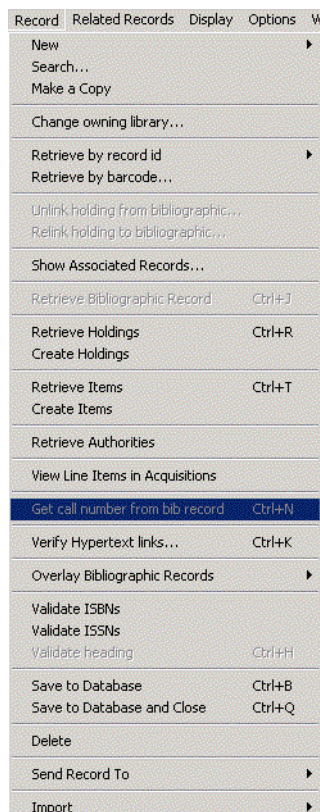 Record Related Records Display Options
New
Search...
Make a Copy
Change owning library...
Retrieve by record id
Retrieve by barcode...
Unlink holding from bibliographic...
Relink holding to bibliographic...
Show Associated Records...
Retrieve Bibliographic Record Ctrl+J
Retrieve Holdings Ctrl+R
Create Holdings
Retrieve Items Ctrl+T
Create Items
Retrieve Authorities
View Line Items in Acquisitions
Get call number from bib record Ctrl+N
Verify Hypertext links... Ctrl+K
Overlay Bibliographic Records
Validate ISBNs
Validate ISSNs
Validate heading Ctrl+H
Save to Database Ctrl+B
Save to Database and Close Ctrl+Q
Delete
Send Record To
Import